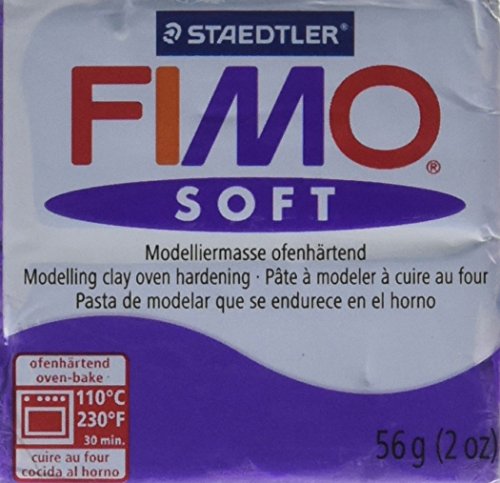 STAEDTLER®
FIMO®
SOFT
Modelliermasse ofenhärtend
Modelling clay oven hardening · Pâte à modeler à cuire au four
Pasta de modelar que se endurece en el horno
ofenhärtend
oven-bake
110°C
230°F
30 min.
cuire au four
cocida al horno
56 g (2 oz)